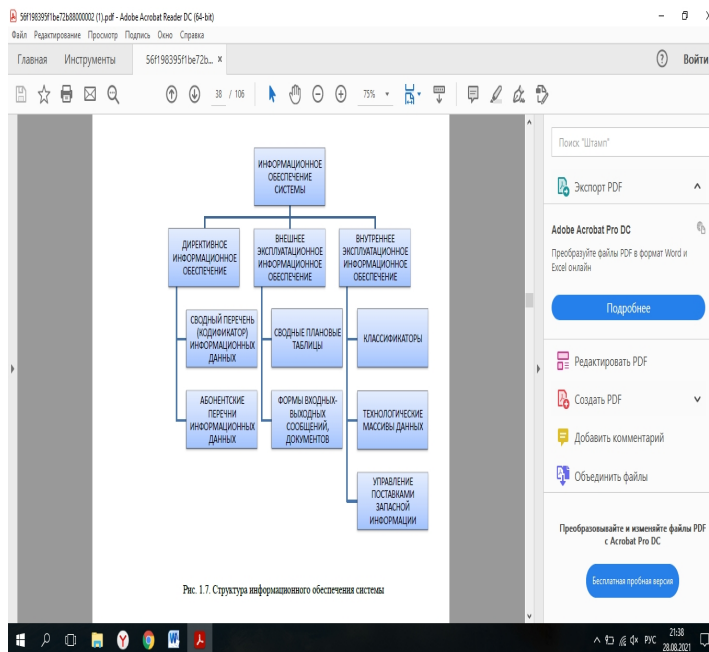 56f198395f1be72b88000002 (1).pdf - Adobe Acrobat Reader DC (64-bit)
Файл Редактирование Просмотр Подпись Окно Справка
Главная Инструменты 56f198395f1be72b... × ? Войти
38 / 106 75%
ИНФОРМАЦИОННОЕ
ОБЕСПЕЧЕНИЕ
СИСТЕМЫ
ДИРЕКТИВНОЕ
ИНФОРМАЦИОННОЕ
ОБЕСПЕЧЕНИЕ
ВНЕШНЕЕ
ЭКСПЛУАТАЦИОННОЕ
ИНФОРМАЦИОННОЕ
ОБЕСПЕЧЕНИЕ
ВНУТРЕННЕЕ
ЭКСПЛУАТАЦИОННОЕ
ИНФОРМАЦИОННОЕ
ОБЕСПЕЧЕНИЕ
СВОДНЫЙ ПЕРЕЧЕНЬ
(КОДИФИКАТОР)
ИНФОРМАЦИОННЫХ
ДАННЫХ
СВОДНЫЕ ПЛАНОВЫЕ
ТАБЛИЦЫ
КЛАССИФИКАТОРЫ
АБОНЕНТСКИЕ
ПЕРЕЧНИ
ИНФОРМАЦИОННЫХ
ДАННЫХ
ФОРМЫ ВХОДНЫХ-
ВЫХОДНЫХ
СООБЩЕНИЙ,
ДОКУМЕНТОВ
ТЕХНОЛОГИЧЕСКИЕ
МАССИВЫ ДАННЫХ
УПРАВЛЕНИЕ
ПОСТАВКАМИ
ЗАПАСНОЙ
ИНФОРМАЦИИ
Рис. 1.7. Структура информационного обеспечения системы
Поиск "Штамп"
Экспорт PDF
Adobe Acrobat Pro DC
Преобразуйте файлы PDF в формат Word и
Excel онлайн
Подробнее
Редактировать PDF
Создать PDF
Добавить комментарий
Объединить файлы
Преобразовывайте и изменяйте файлы PDF
с Acrobat Pro DC
Бесплатная пробная версия
РУС 21:38
28.08.2021